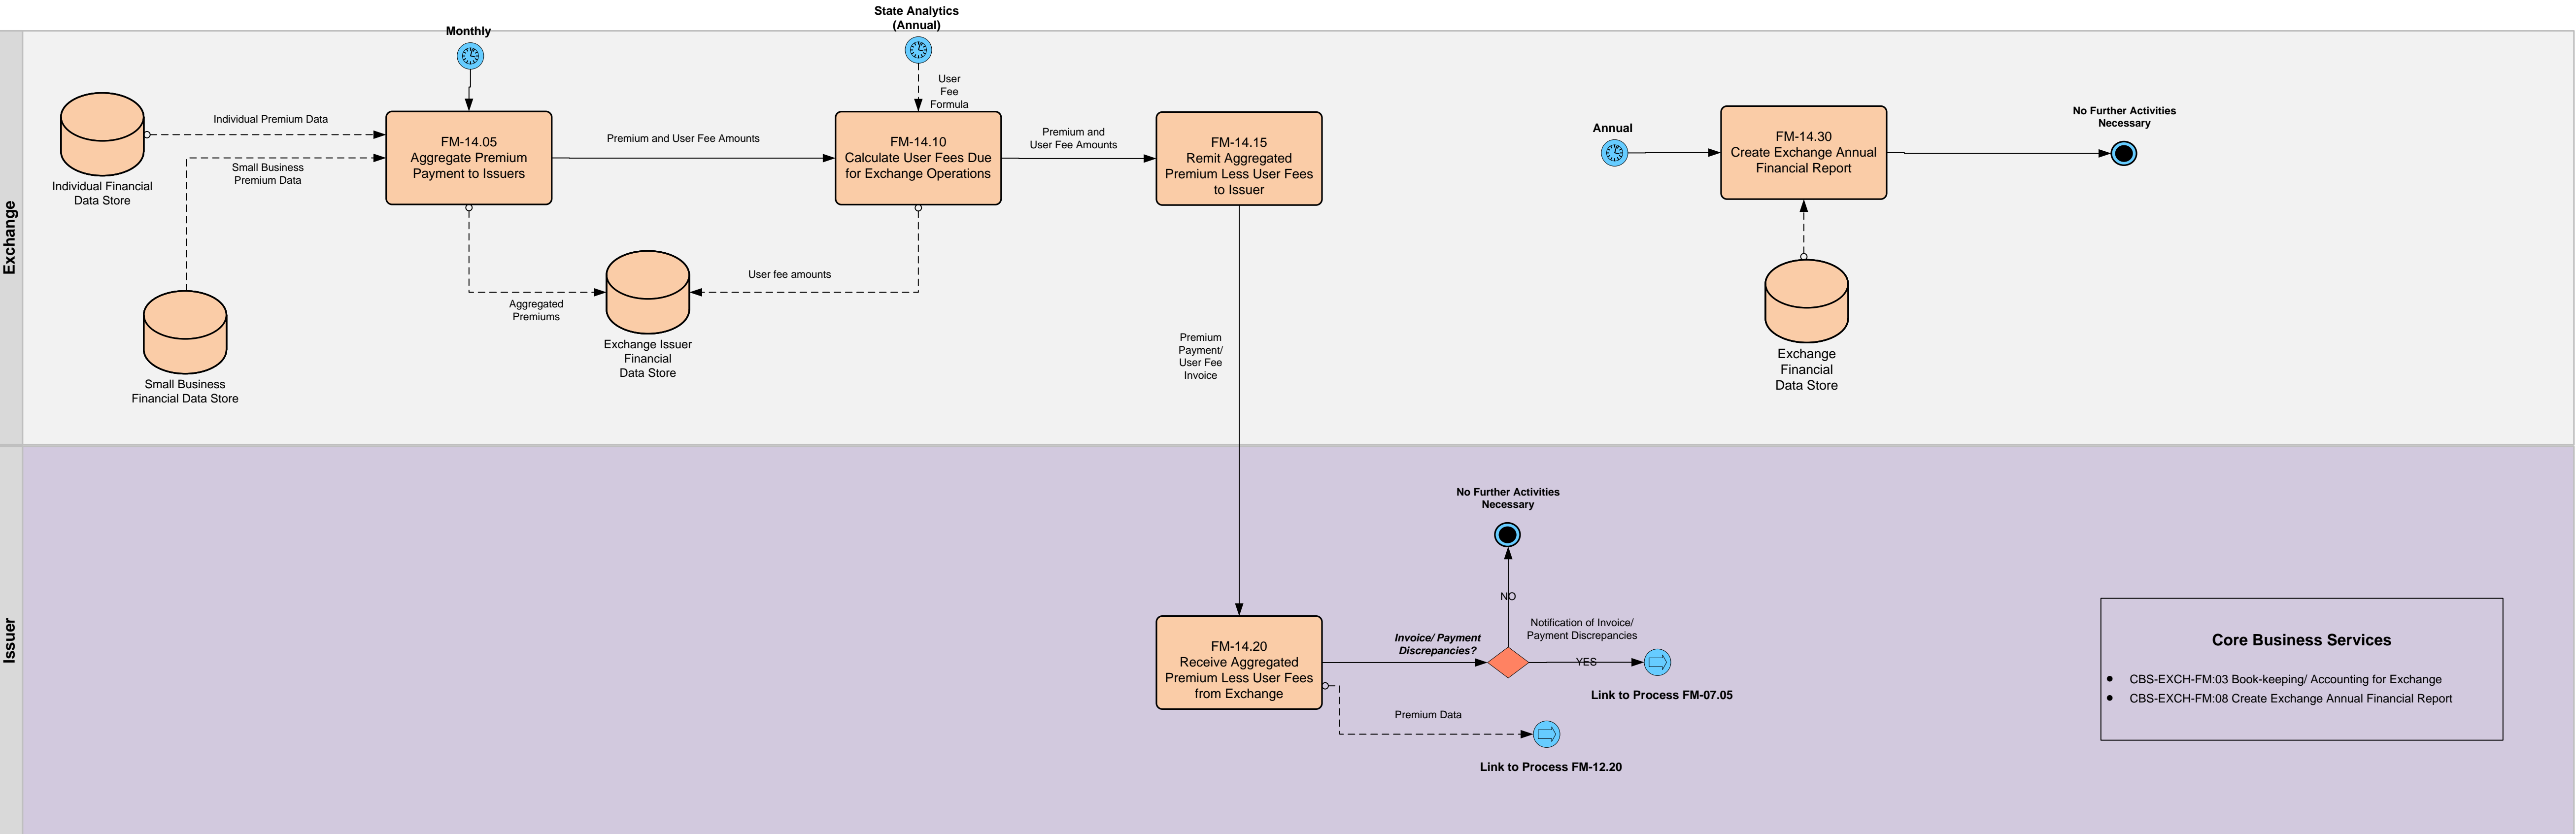 State Analytics
(Annual)
Monthly
Exchange
User
Fee
Formula
Individual Premium Data
Small Business
Premium Data
Individual Financial
Data Store
FM-14.05
Aggregate Premium
Payment to Issuers
Premium and User Fee Amounts
FM-14.10
Calculate User Fees Due
for Exchange Operations
Premium and
User Fee Amounts
FM-14.15
Remit Aggregated
Premium Less User Fees
to Issuer
Annual
FM-14.30
Create Exchange Annual
Financial Report
No Further Activities
Necessary
User fee amounts
Aggregated
Premiums
Exchange Issuer
Financial
Data Store
Small Business
Financial Data Store
Premium
Payment/
User Fee
Invoice
Exchange
Financial
Data Store
Issuer
No Further Activities
Necessary
NO
FM-14.20
Receive Aggregated
Premium Less User Fees
from Exchange
Invoice/ Payment
Discrepancies?
Notification of Invoice/
Payment Discrepancies
YES
Link to Process FM-07.05
Premium Data
Link to Process FM-12.20
Core Business Services
• CBS-EXCH-FM:03 Book-keeping/ Accounting for Exchange
• CBS-EXCH-FM:08 Create Exchange Annual Financial Report